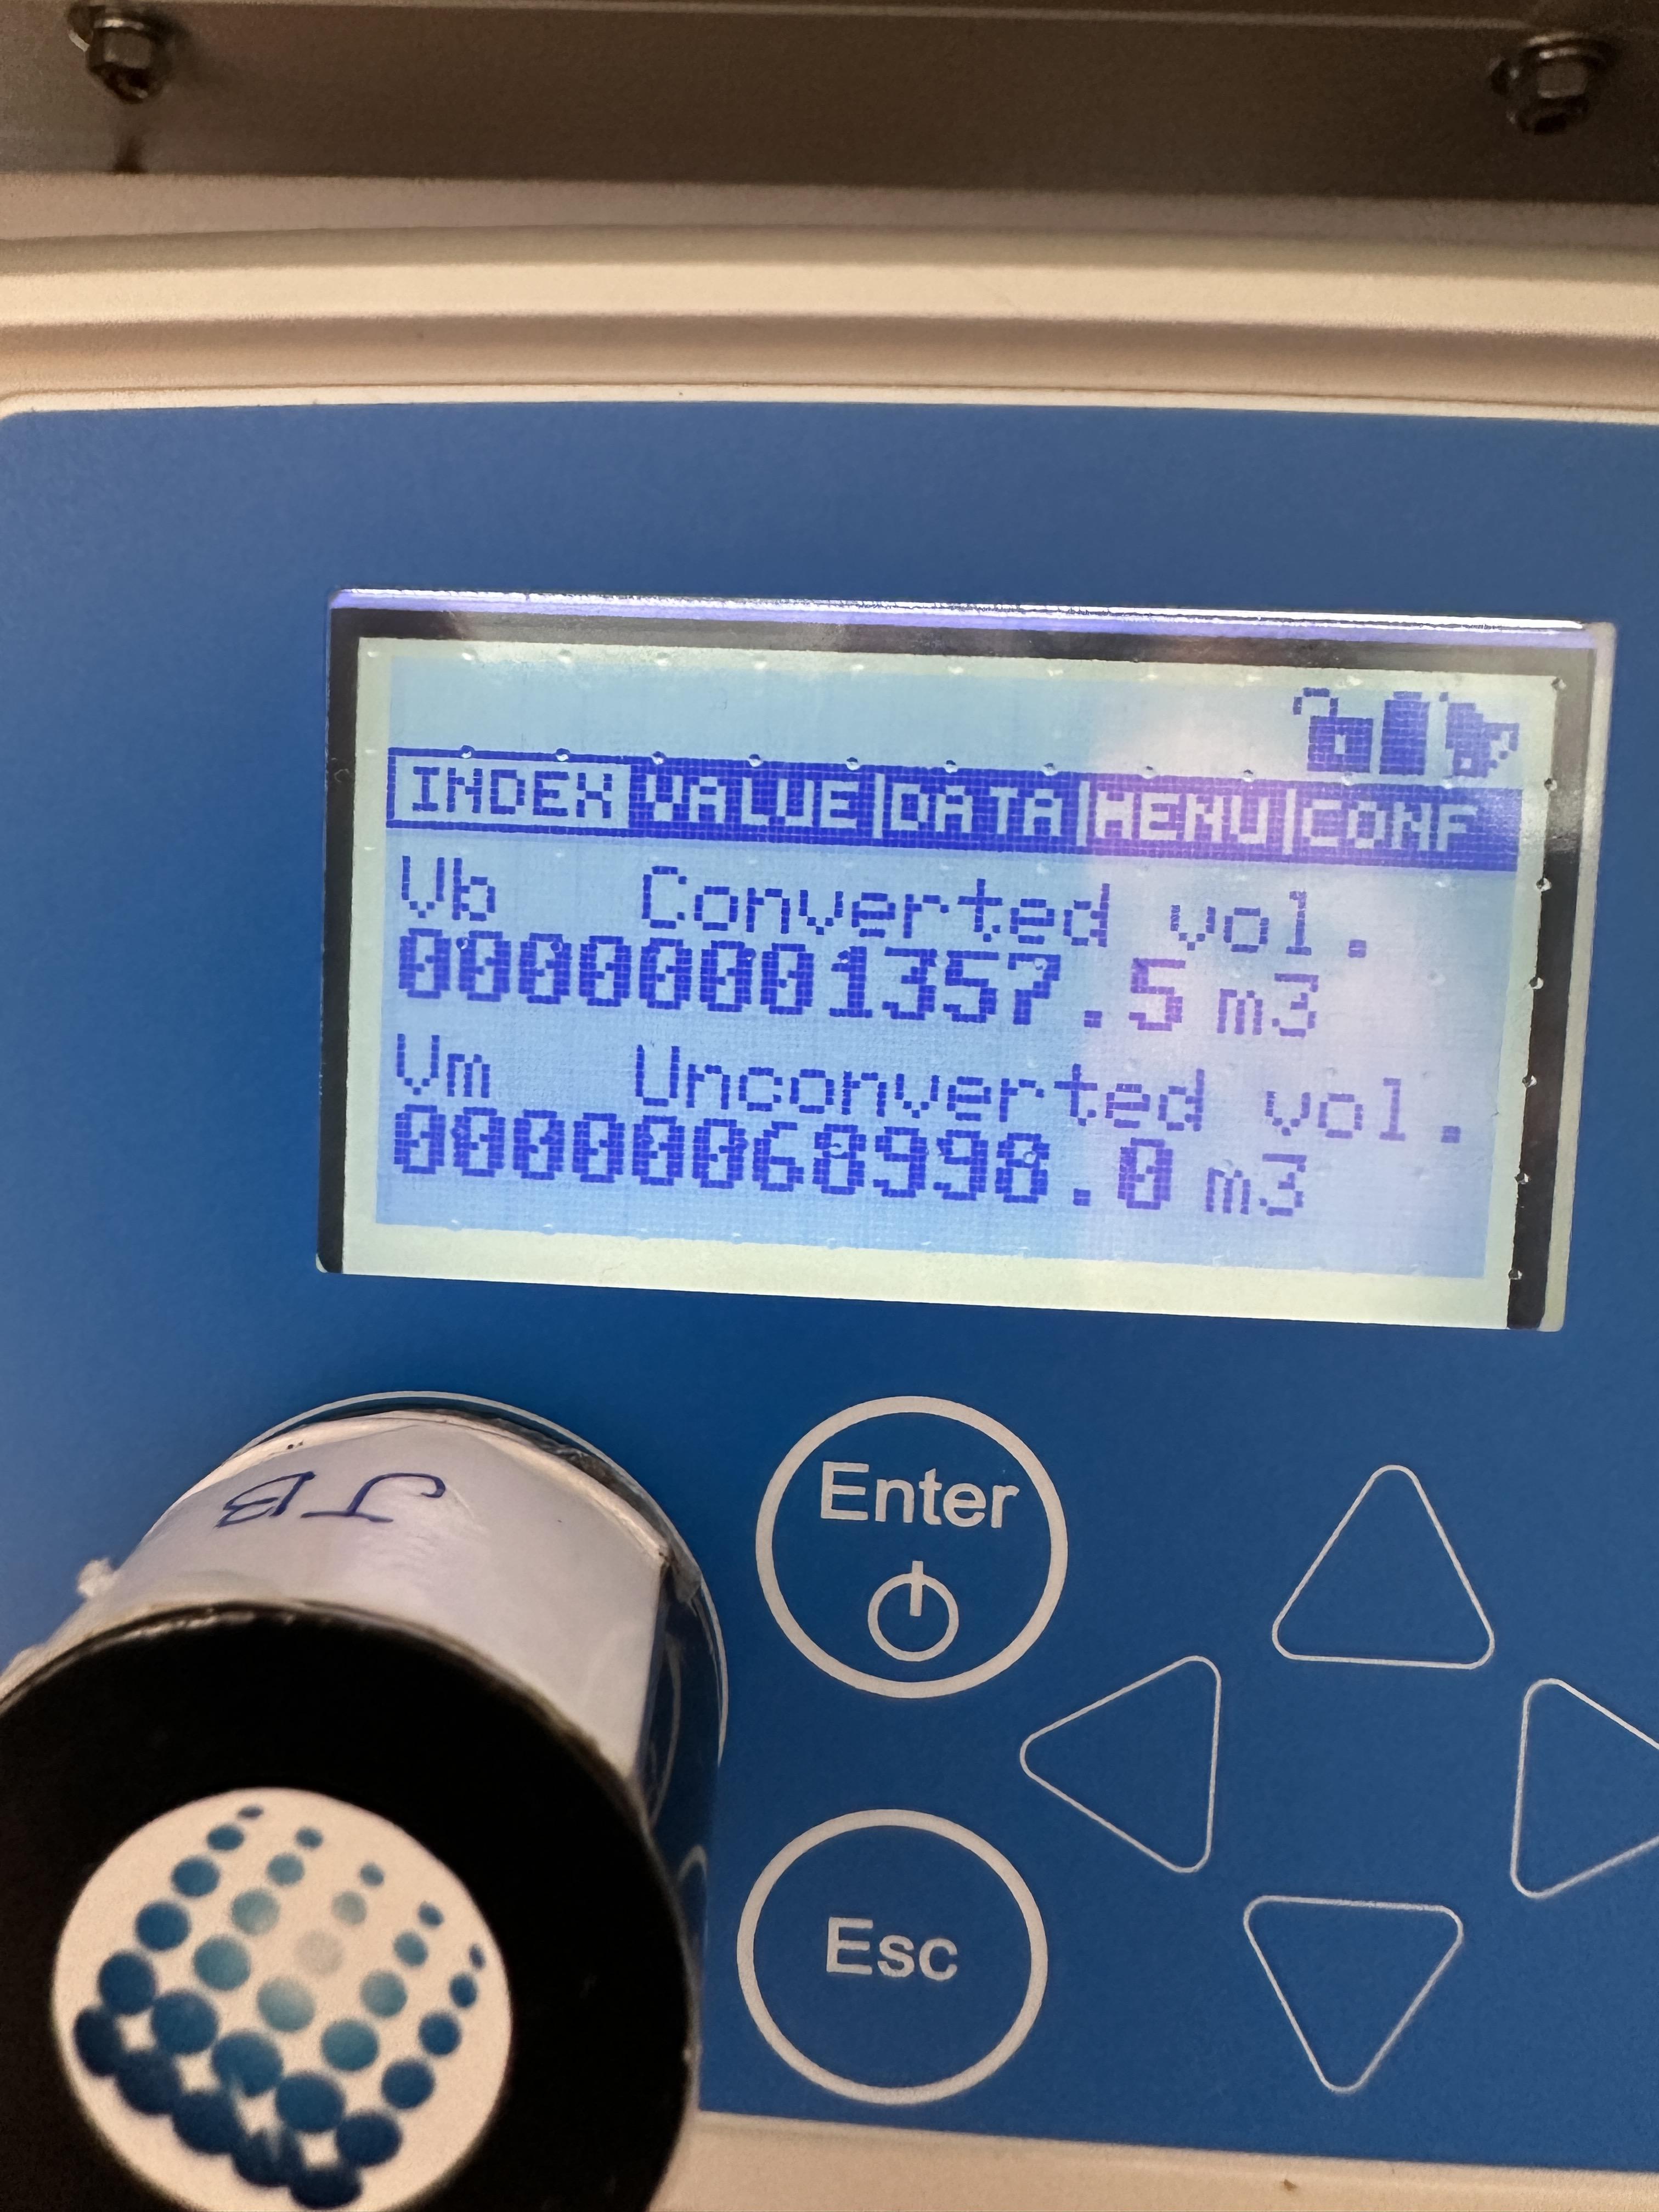 INDEX VALUE|DATA|MENU|CONF
Vb Converted vol.
000000001357.5 m3
Vm Unconverted vol.
00000068998.0 m3
JB
Enter
Esc